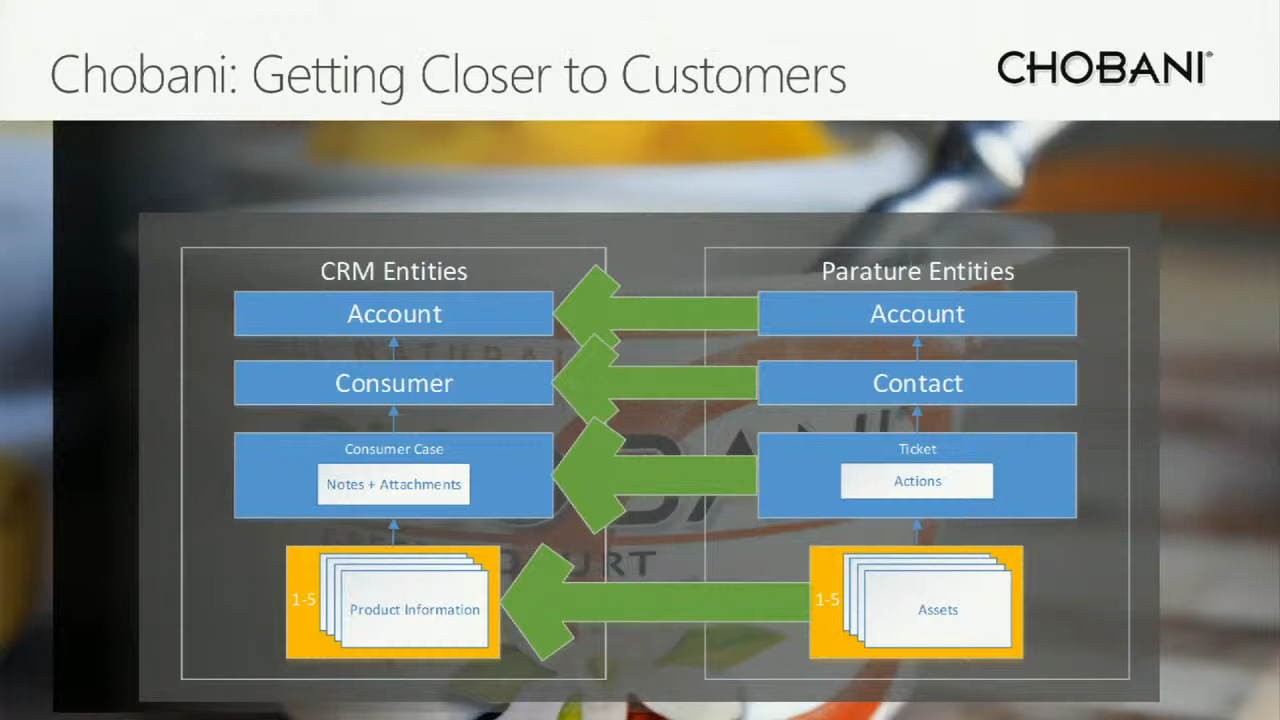 Chobani: Getting Closer to Customers
CHOBANI®
CRM Entities
Account
Consumer
Consumer Case
Notes + Attachments
1-5
Product Information
Parature Entities
Account
Contact
Ticket
Actions
1-5
Assets